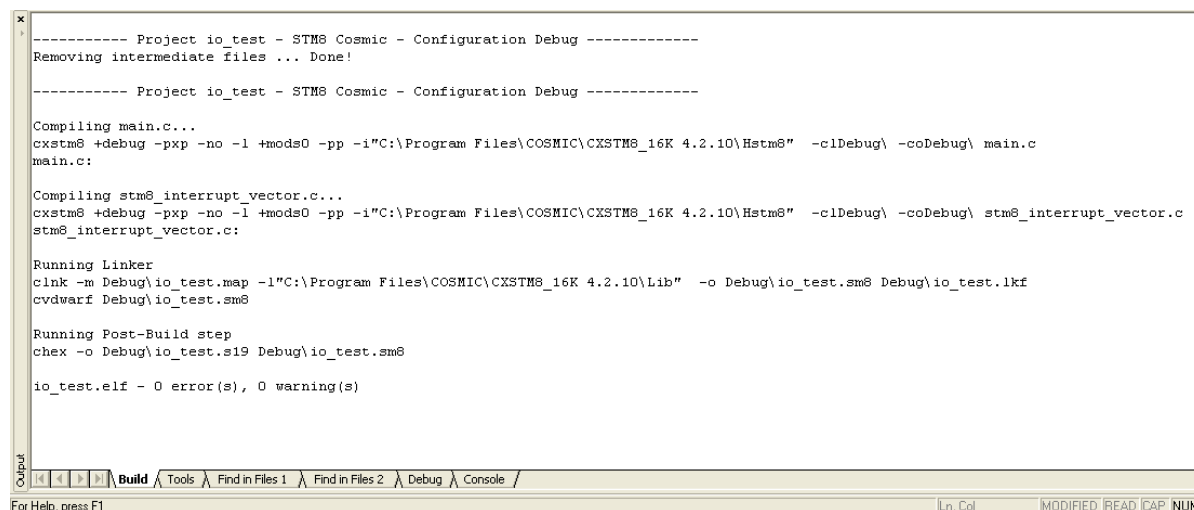 ----------- Project io_test - STM8 Cosmic - Configuration Debug -------------
Removing intermediate files ... Done!
----------- Project io_test - STM8 Cosmic - Configuration Debug -------------
Compiling main.c...
cxstm8 +debug -pxp -no -l +mods0 -pp -i"C:\Program Files\COSMIC\CXSTM8_16K 4.2.10\Hstm8"  -clDebug\ -coDebug\ main.c
main.c:
Compiling stm8_interrupt_vector.c...
cxstm8 +debug -pxp -no -l +mods0 -pp -i"C:\Program Files\COSMIC\CXSTM8_16K 4.2.10\Hstm8"  -clDebug\ -coDebug\ stm8_interrupt_vector.c
stm8_interrupt_vector.c:
Running Linker
clnk -m Debug\io_test.map -l"C:\Program Files\COSMIC\CXSTM8_16K 4.2.10\Lib"  -o Debug\io_test.sm8 Debug\io_test.lkf
cvdwarf Debug\io_test.sm8
Running Post-Build step
chex -o Debug\io_test.s19 Debug\io_test.sm8
io_test.elf - 0 error(s), 0 warning(s)
Output
Build Tools Find in Files 1 Find in Files 2 Debug Console
For Help, press F1 Ln, Col MODIFIED READ CAP NUM